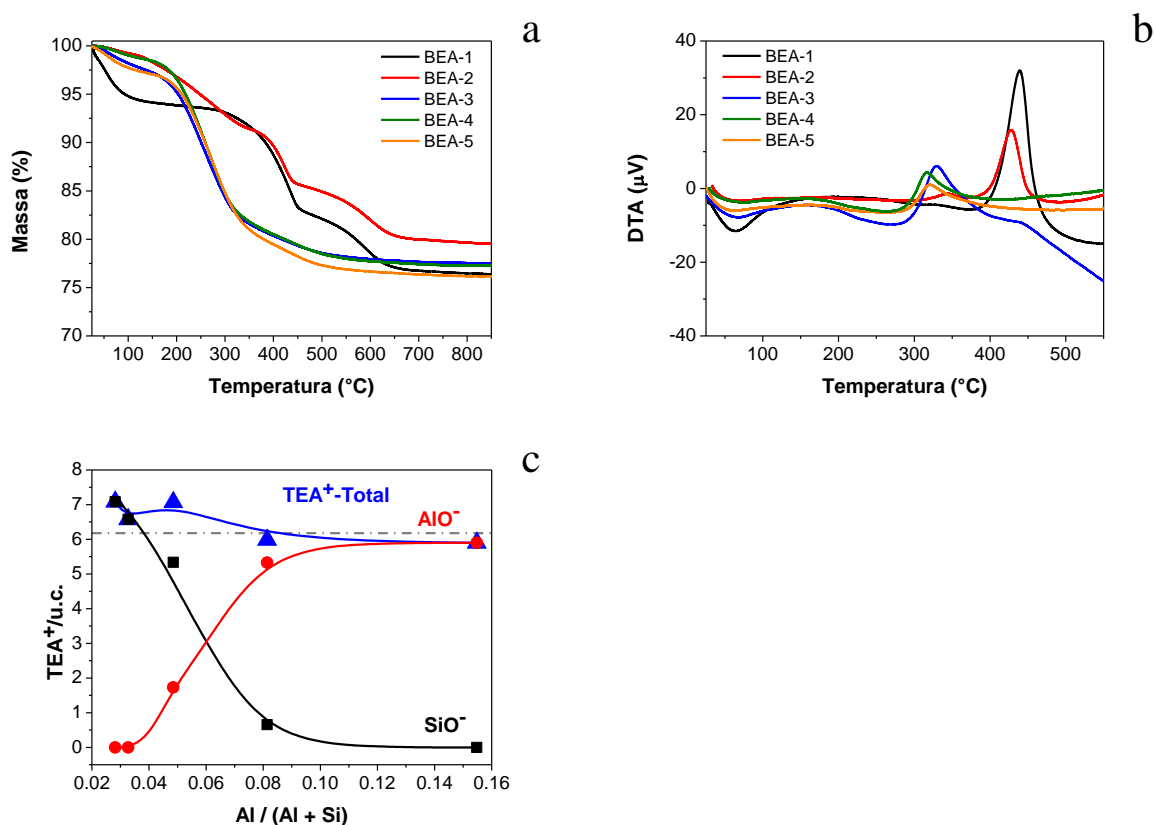 a
100
95
90
85
80
75
70
Massa (%)
BEA-1
BEA-2
BEA-3
BEA-4
BEA-5
100 200 300 400 500 600 700 800
Temperatura (°C)
b
40
20
0
-20
-40
DTA (µV)
BEA-1
BEA-2
BEA-3
BEA-4
BEA-5
100 200 300 400 500
Temperatura (°C)
c
8
7
6
5
4
3
2
1
0
TEA⁺/u.c.
TEA⁺-Total
AlO⁻
SiO⁻
0.02 0.04 0.06 0.08 0.10 0.12 0.14 0.16
Al / (Al + Si)